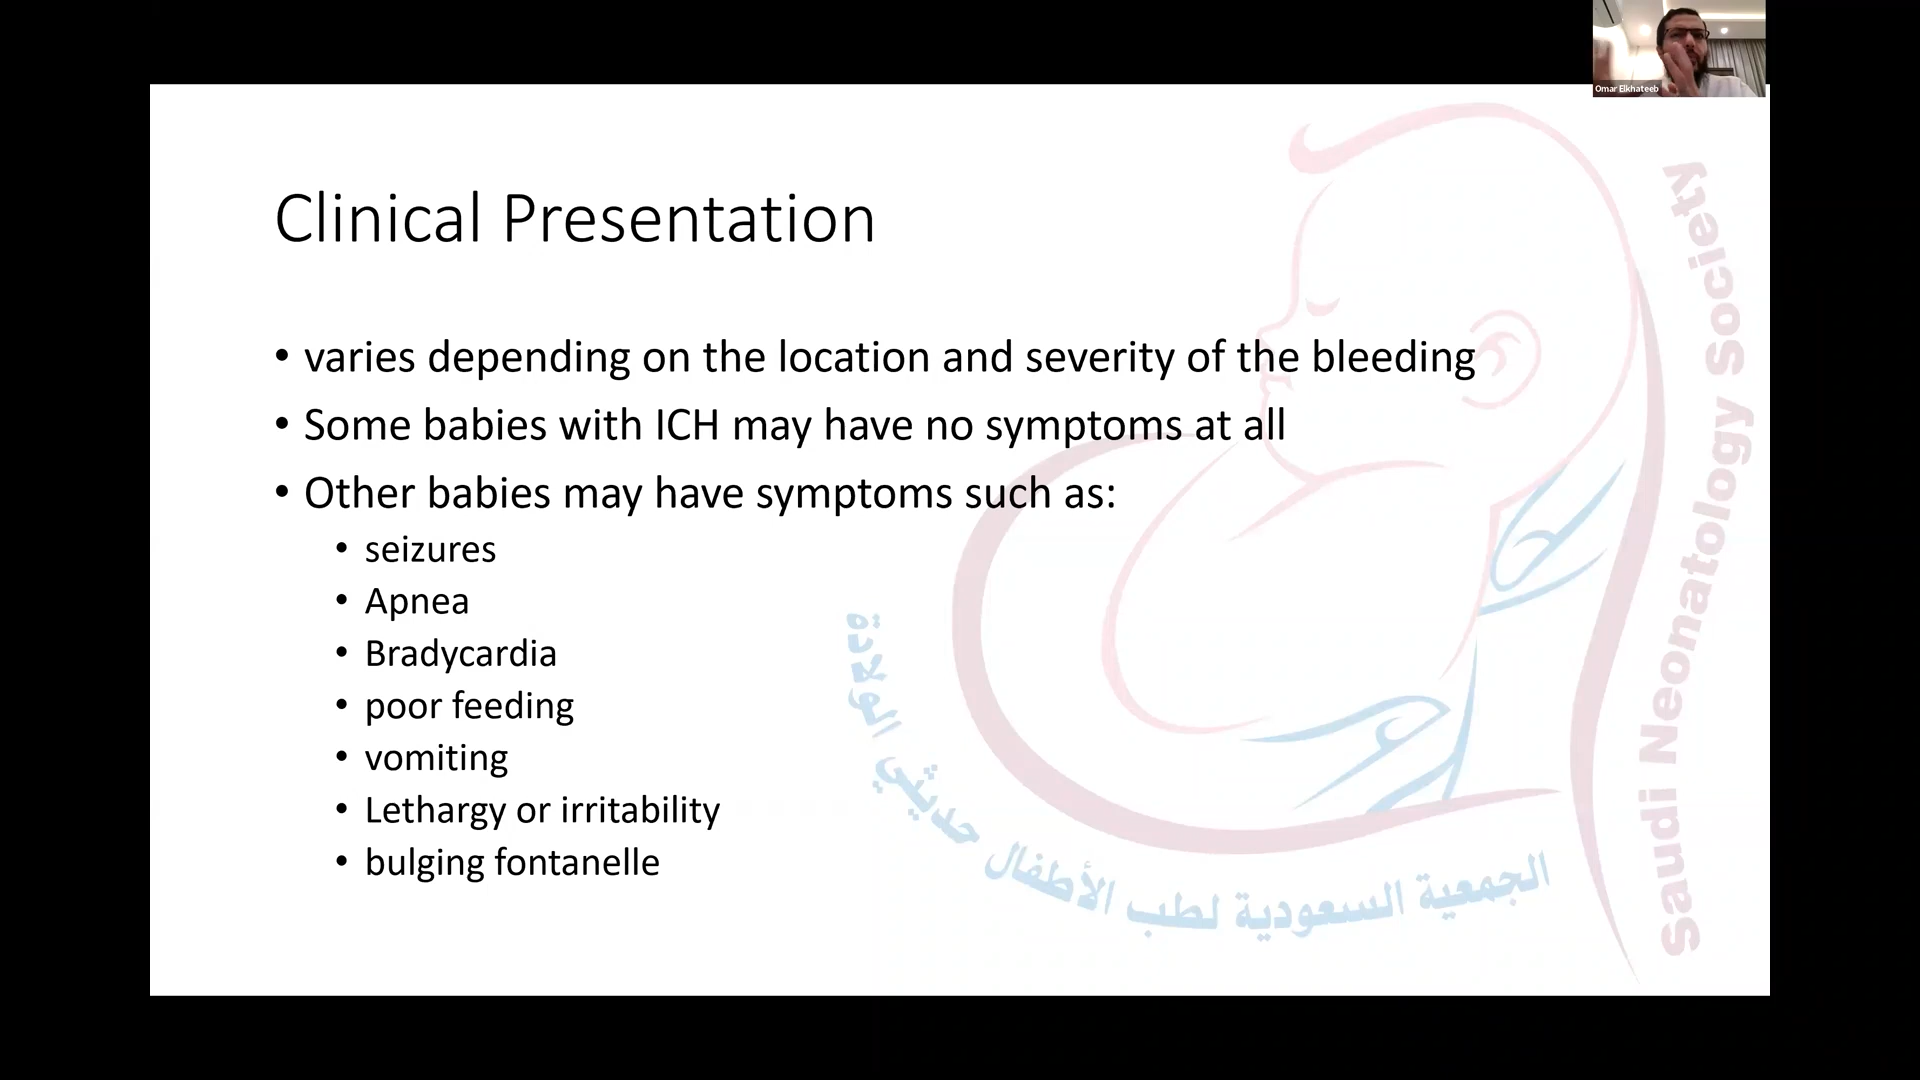 Omar Elkhateeb
Clinical Presentation
• varies depending on the location and severity of the bleeding
• Some babies with ICH may have no symptoms at all
• Other babies may have symptoms such as:
• seizures
• Apnea
• Bradycardia
• poor feeding
• vomiting
• Lethargy or irritability
• bulging fontanelle
Saudi Neonatology Society
الجمعية السعودية لطب الأطفال حديثي الولادة